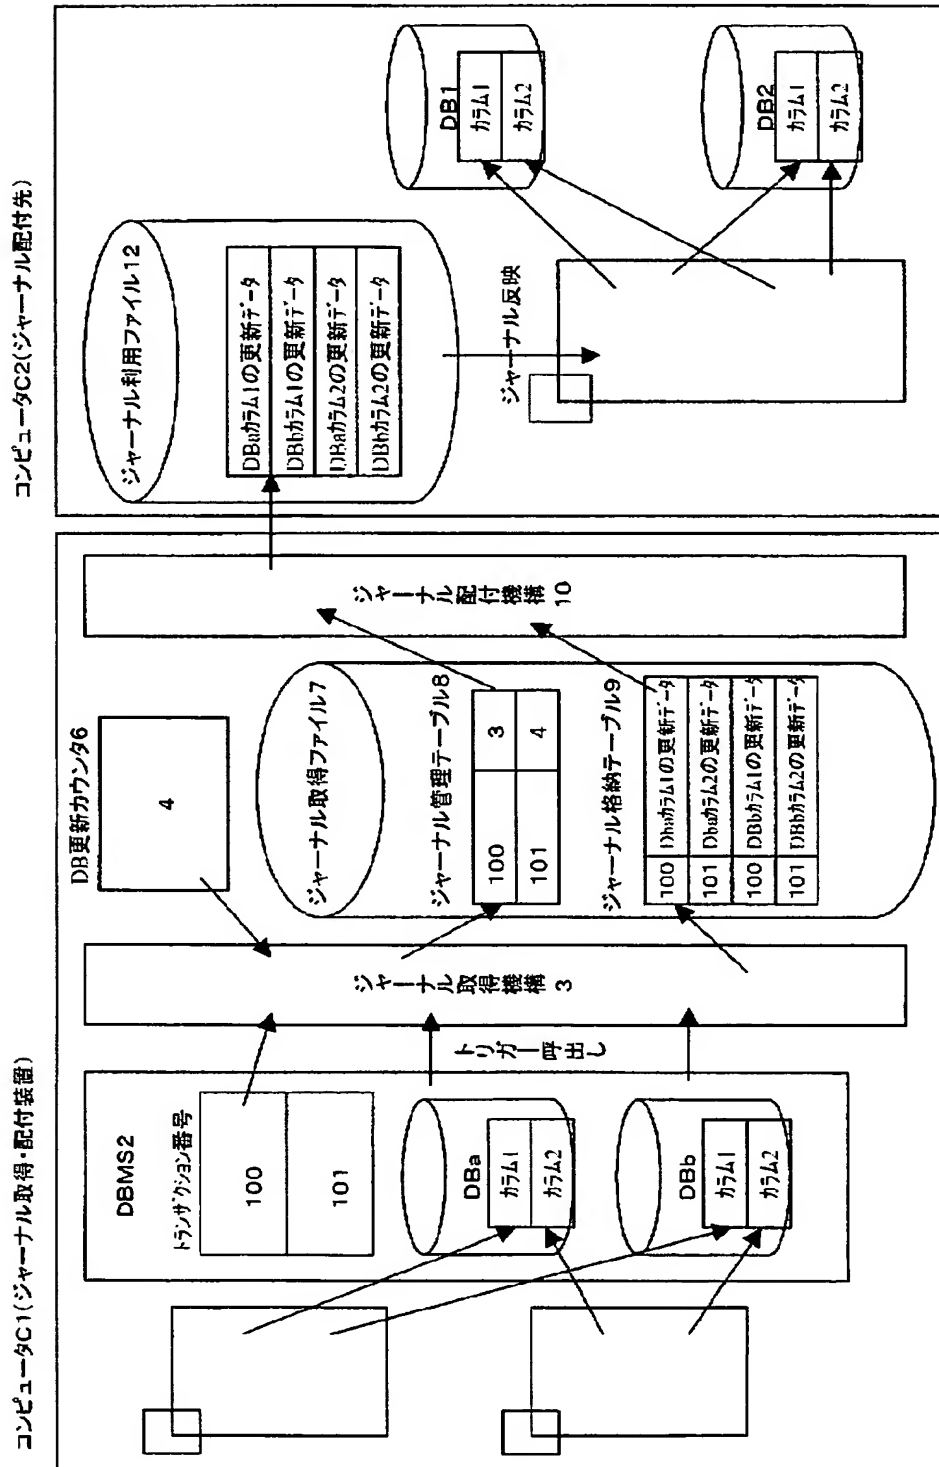 コンピュータC1(ジャーナル取得・配付装置)
DBMS2
トランザクション番号
100
101
DBa
カラム1
カラム2
DBb
カラム1
カラム2
トリガー呼出し
ジャーナル取得機構
3
DB更新カウンタ6
4
ジャーナル取得ファイル7
ジャーナル管理テーブル8
100 3
101 4
ジャーナル格納テーブル9
100 Dbaカラム1の更新データ
101 Dbaカラム2の更新データ
100 DBbカラム1の更新データ
101 DBbカラム2の更新データ
ジャーナル配付機構
10
コンピュータC2(ジャーナル配付先)
ジャーナル利用ファイル12
DBaカラム1の更新データ
DBbカラム1の更新データ
DBaカラム2の更新データ
DBbカラム2の更新データ
ジャーナル反映
DB1
カラム1
カラム2
DB2
カラム1
カラム2